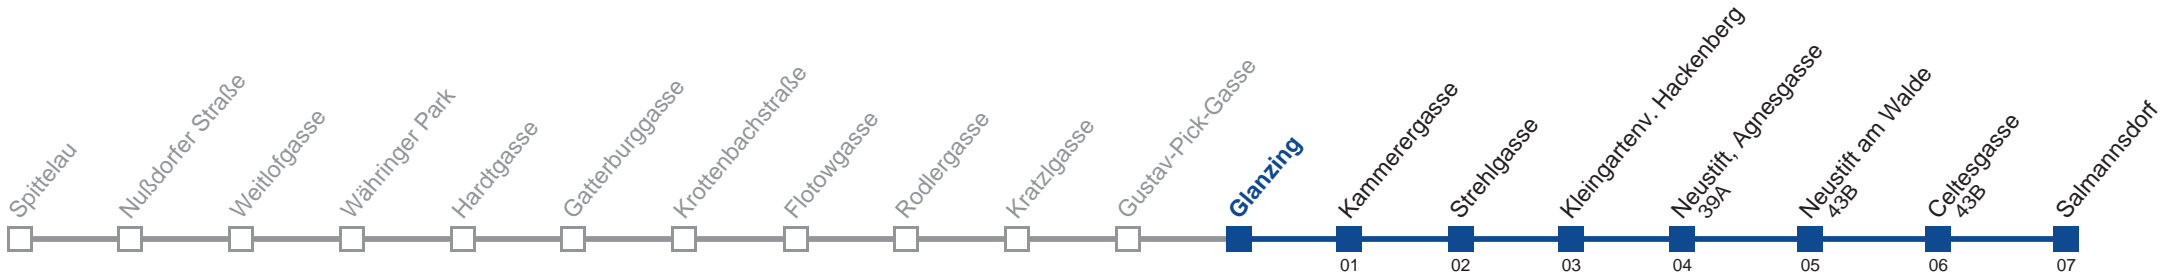 Spittelau
Nußdorfer Straße
Weitlofgasse
Währinger Park
Hardtgasse
Gatterburggasse
Krottenbachstraße
Flotowgasse
Rodlergasse
Kratzlgasse
Gustav-Pick-Gasse
Glanzing
Kammerergasse
Strehlgasse
Kleingartenv. Hackenberg
Neustift, Agnesgasse
39A
Neustift am Walde
43B
Celtesgasse
43B
Salmannsdorf
01 02 03 04 05 06 07